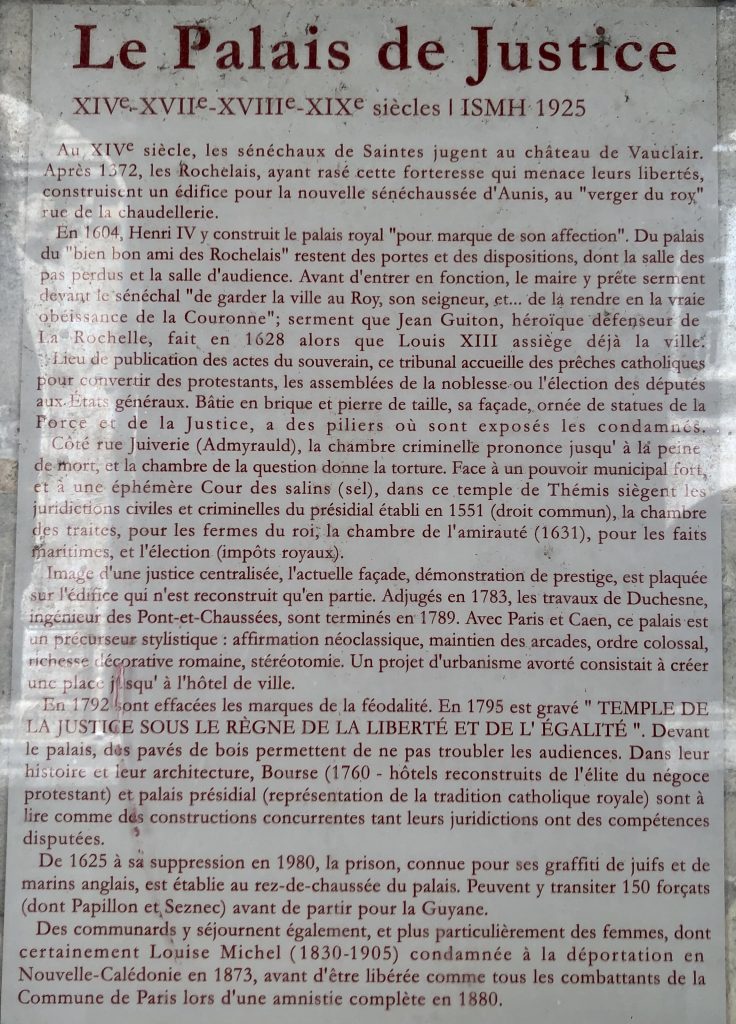 Le Palais de Justice
XIVe-XVIIe-XVIIIe-XIXe siècles | ISMH 1925
Au XIVe siècle, les sénéchaux de Saintes jugent au château de Vauclair.
Après 1372, les Rochelais, ayant rasé cette forteresse qui menace leurs libertés,
construisent un édifice pour la nouvelle sénéchaussée d'Aunis, au "verger du roy"
rue de la chaudellerie.
En 1604, Henri IV y construit le palais royal "pour marque de son affection". Du palais
du "bien bon ami des Rochelais" restent des portes et des dispositions, dont la salle des
pas perdus et la salle d'audience. Avant d'entrer en fonction, le maire y prête serment
devant le sénéchal "de garder la ville au Roy, son seigneur, et... de la rendre en la vraie
obéissance de la Couronne"; serment que Jean Guiton, héroïque défenseur de
La Rochelle, fait en 1628 alors que Louis XIII assiège déjà la ville.
Lieu de publication des actes du souverain, ce tribunal accueille des prêches catholiques
pour convertir des protestants, les assemblées de la noblesse ou l'élection des députés
aux États généraux. Bâtie en brique et pierre de taille, sa façade, ornée de statues de la
Force et de la Justice, a des piliers où sont exposés les condamnés.
Côté rue Juiverie (Admyrauld), la chambre criminelle prononce jusqu' à la peine
de mort, et la chambre de la question donne la torture. Face à un pouvoir municipal fort,
et à une éphémère Cour des salins (sel), dans ce temple de Thémis siègent les
juridictions civiles et criminelles du présidial établi en 1551 (droit commun), la chambre
des traites, pour les fermes du roi, la chambre de l'amirauté (1631), pour les faits
maritimes, et l'élection (impôts royaux).
Image d'une justice centralisée, l'actuelle façade, démonstration de prestige, est plaquée
sur l'édifice qui n'est reconstruit qu'en partie. Adjugés en 1783, les travaux de Duchesne,
ingénieur des Pont-et-Chaussées, sont terminés en 1789. Avec Paris et Caen, ce palais est
un précurseur stylistique : affirmation néoclassique, maintien des arcades, ordre colossal,
richesse décorative romaine, stéréotomie. Un projet d'urbanisme avorté consistait à créer
une place jusqu' à l'hôtel de ville.
En 1792 sont effacées les marques de la féodalité. En 1795 est gravé " TEMPLE DE
LA JUSTICE SOUS LE RÈGNE DE LA LIBERTÉ ET DE L' ÉGALITÉ ". Devant
le palais, des pavés de bois permettent de ne pas troubler les audiences. Dans leur
histoire et leur architecture, Bourse (1760 - hôtels reconstruits de l'élite du négoce
protestant) et palais présidial (représentation de la tradition catholique royale) sont à
lire comme des constructions concurrentes tant leurs juridictions ont des compétences
disputées.
De 1625 à sa suppression en 1980, la prison, connue pour ses graffiti de juifs et de
marins anglais, est établie au rez-de-chaussée du palais. Peuvent y transiter 150 forçats
(dont Papillon et Seznec) avant de partir pour la Guyane.
Des communards y séjournent également, et plus particulièrement des femmes, dont
certainement Louise Michel (1830-1905) condamnée à la déportation en
Nouvelle-Calédonie en 1873, avant d'être libérée comme tous les combattants de la
Commune de Paris lors d'une amnistie complète en 1880.